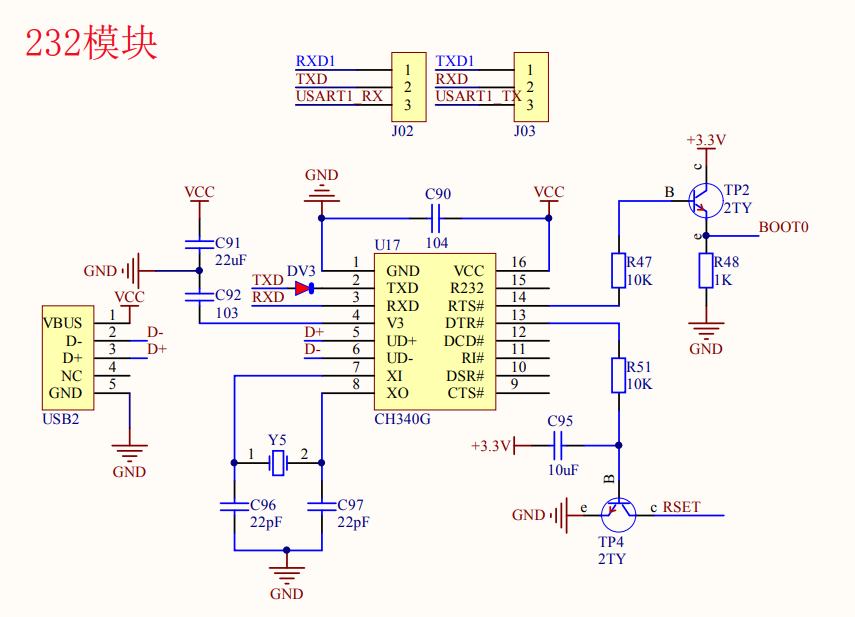 232模块
RXD1
TXD
USART1_RX
1
2
3
J02
TXD1
RXD
USART1_TX
1
2
3
J03
+3.3V
c
B
TP2
2TY
e
BOOT0
R47
10K
R48
1K
GND
VCC
C91
22uF
GND
C92
103
GND
C90
104
VCC
U17
1 GND VCC 16
2 TXD R232 15
3 RXD RTS# 14
4 V3 DTR# 13
5 UD+ DCD# 12
6 UD- RI# 11
7 XI DSR# 10
8 XO CTS# 9
CH340G
TXD
DV3
RXD
D+
D-
VCC
VBUS 1
D- 2 D-
D+ 3 D+
NC 4
GND 5
USB2
GND
Y5
1 2
C96
22pF
C97
22pF
GND
R51
10K
C95
+3.3V
10uF
B
GND
e
c RSET
TP4
2TY